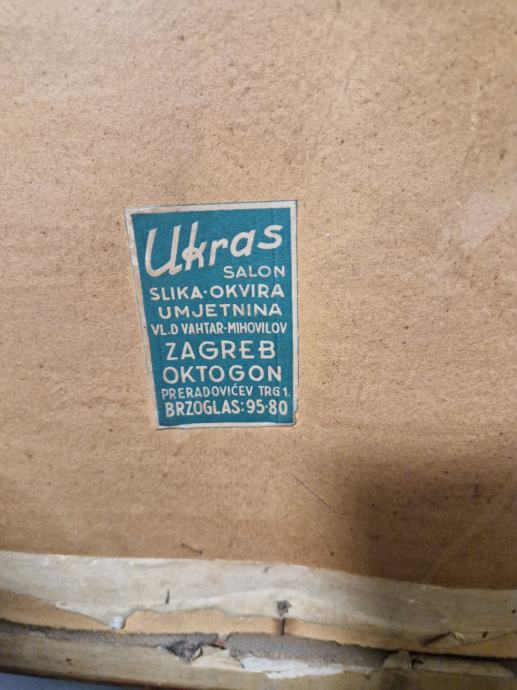 Ukras
SALON
SLIKA·OKVIRA
UMJETNINA
VL.D VAHTAR-MIHOVILOV
ZAGREB
OKTOGON
PRERADOVIĆEV TRG 1.
BRZOGLAS: 95-80